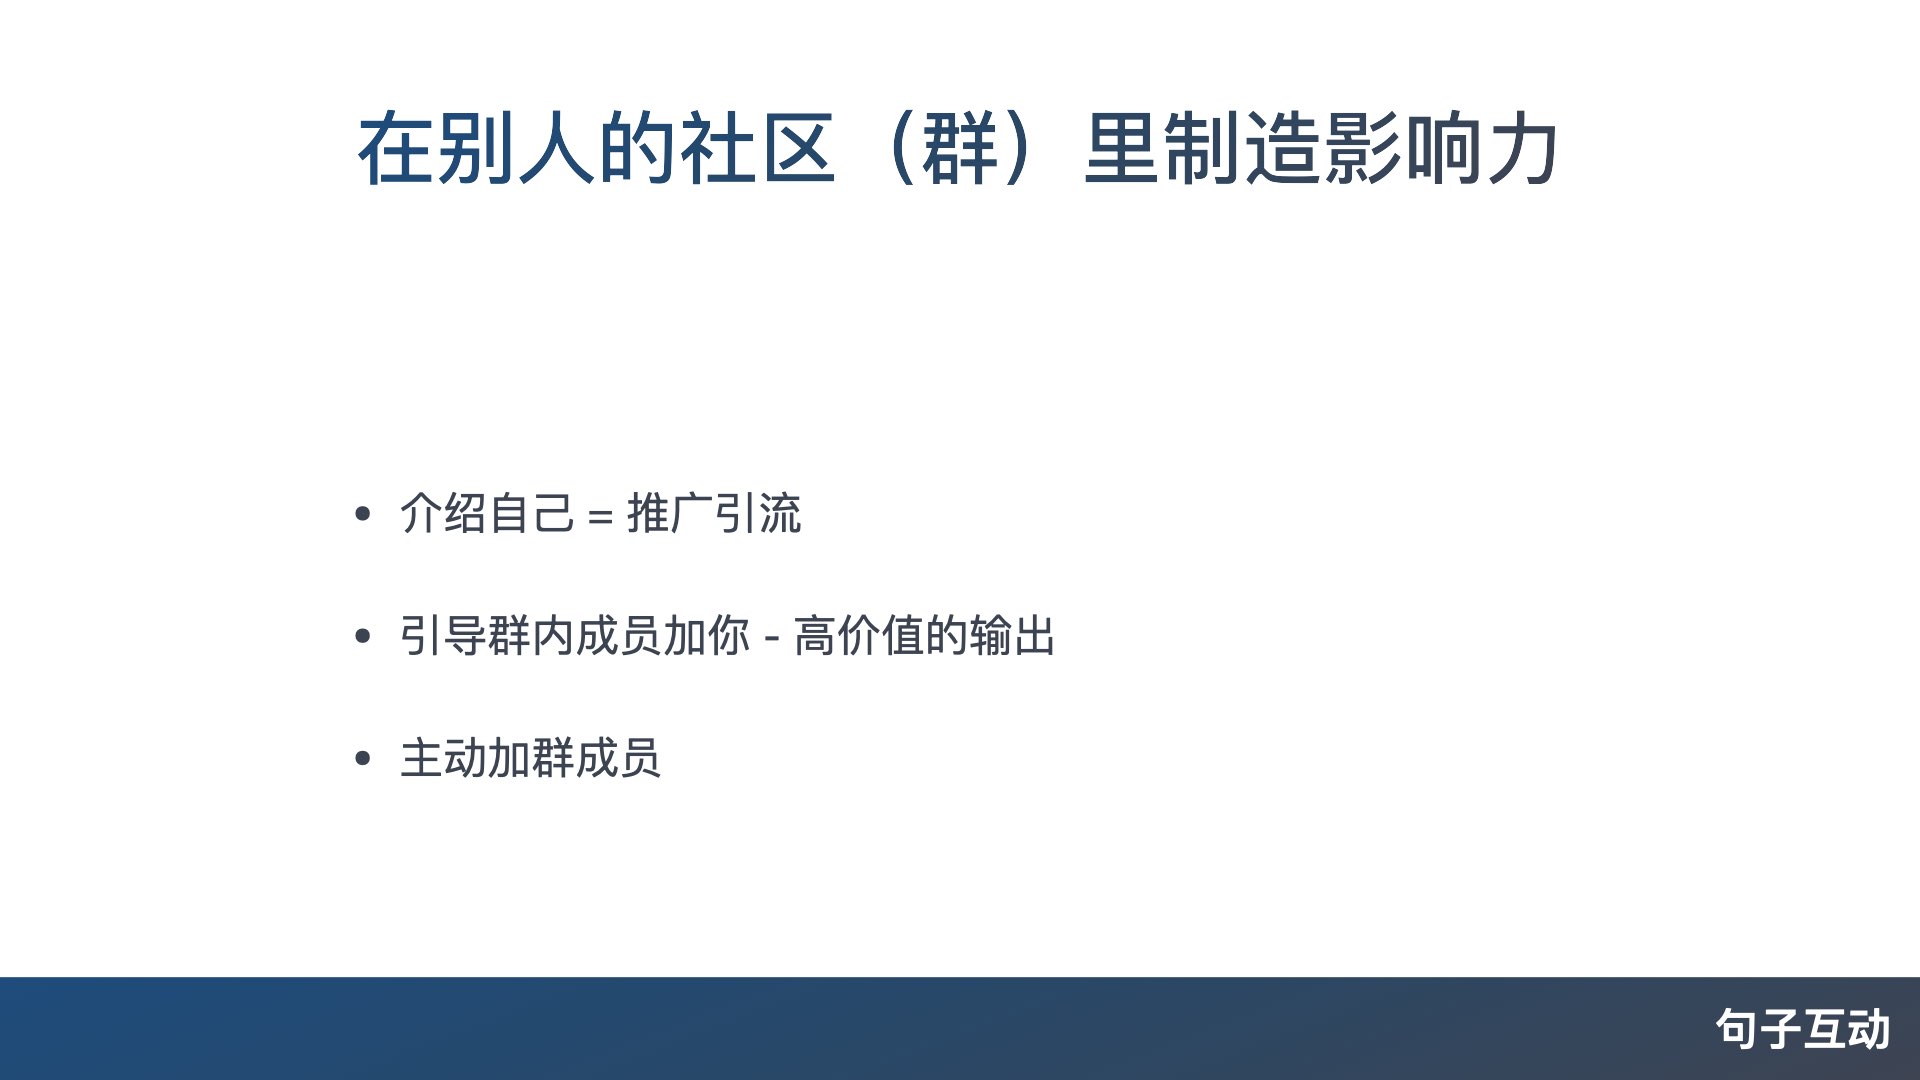 在别人的社区（群）里制造影响力
• 介绍自己 = 推广引流
• 引导群内成员加你 - 高价值的输出
• 主动加群成员
句子互动